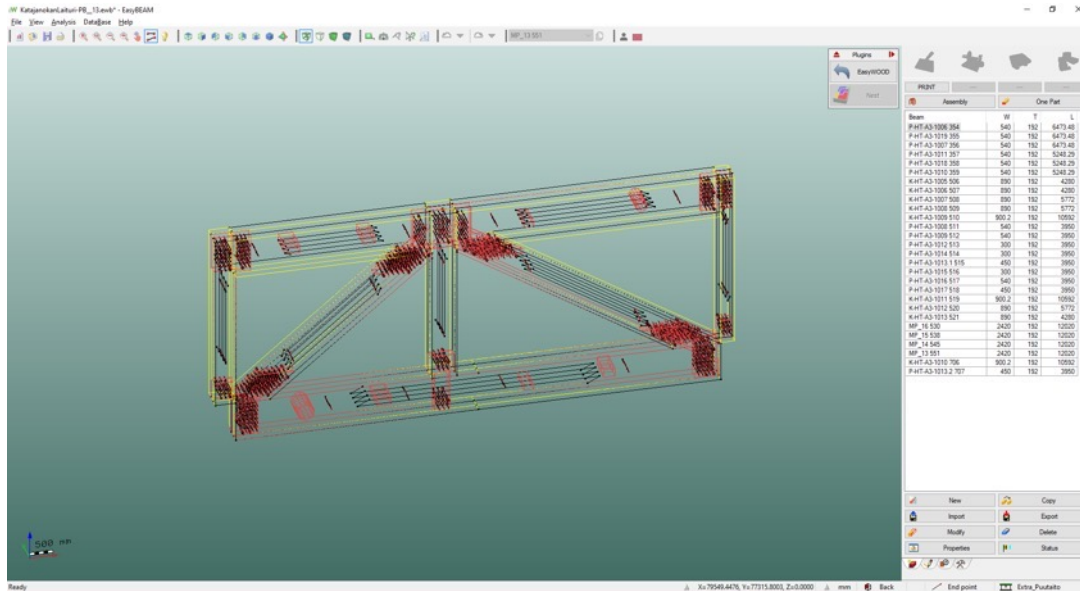 KatajanokanLaituri-PB__13.ewb* - EasyBEAM
File View Analysis DataBase Help
MP_13 551
Plugins
EasyWOOD
Nest
PRINT
Assembly One Part
Beam W T L
P-HT-A3-1006 354 540 192 6473.48
P-HT-A3-1019 355 540 192 6473.48
P-HT-A3-1007 356 540 192 6473.48
P-HT-A3-1011 357 540 192 5248.29
P-HT-A3-1018 358 540 192 5248.29
P-HT-A3-1010 359 540 192 5248.29
K-HT-A3-1005 506 890 192 4280
K-HT-A3-1006 507 890 192 4280
K-HT-A3-1007 508 890 192 5772
K-HT-A3-1008 509 890 192 5772
K-HT-A3-1009 510 900.2 192 10592
P-HT-A3-1008 511 540 192 3950
P-HT-A3-1009 512 540 192 3950
P-HT-A3-1012 513 300 192 3950
P-HT-A3-1014 514 300 192 3950
P-HT-A3-1013.1 515 450 192 3950
P-HT-A3-1015 516 300 192 3950
P-HT-A3-1016 517 540 192 3950
P-HT-A3-1017 518 450 192 3950
K-HT-A3-1011 519 900.2 192 10592
K-HT-A3-1012 520 890 192 5772
K-HT-A3-1013 521 890 192 4280
MP_16 530 2420 192 12020
MP_15 538 2420 192 12020
MP_14 545 2420 192 12020
MP_13 551 2420 192 12020
K-HT-A3-1010 706 900.2 192 10592
P-HT-A3-1013.2 707 450 192 3950
500 mm
New Copy
Import Export
Modify Delete
Properties Status
Ready X=79549.4476, Y=77315.8003, Z=0.0000 mm Back End point Extra_Puutaito